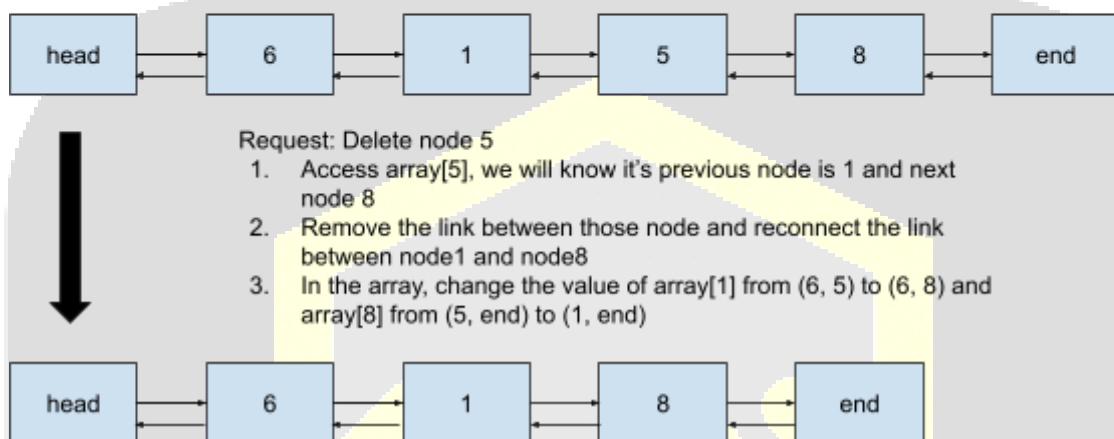 head 6 1 5 8 end
Request: Delete node 5
1. Access array[5], we will know it's previous node is 1 and next
node 8
2. Remove the link between those node and reconnect the link
between node1 and node8
3. In the array, change the value of array[1] from (6, 5) to (6, 8) and
array[8] from (5, end) to (1, end)
head 6 1 8 end